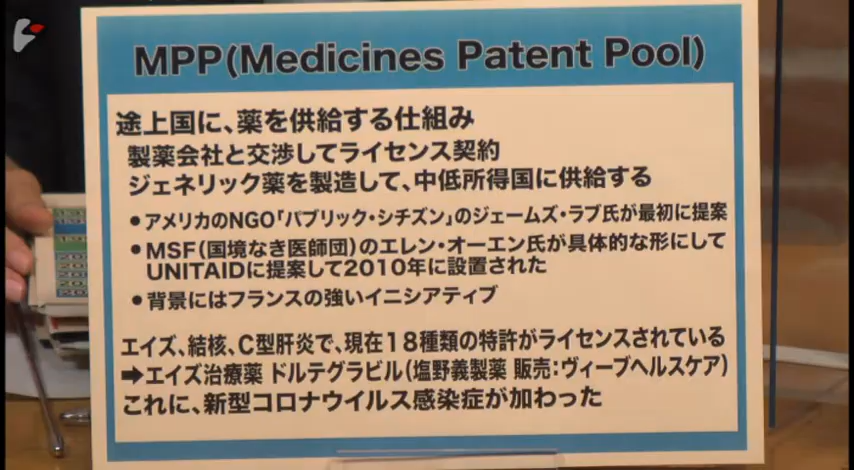 MPP(Medicines Patent Pool)
途上国に、薬を供給する仕組み
製薬会社と交渉してライセンス契約
ジェネリック薬を製造して、中低所得国に供給する
●アメリカのNGO「パブリック・シチズン」のジェームズ・ラブ氏が最初に提案
●MSF(国境なき医師団)のエレン・オーエン氏が具体的な形にして
UNITAIDに提案して2010年に設置された
●背景にはフランスの強いイニシアティブ
エイズ、結核、C型肝炎で、現在18種類の特許がライセンスされている
➡エイズ治療薬 ドルテグラビル(塩野義製薬 販売:ヴィーブヘルスケア)
これに、新型コロナウイルス感染症が加わった